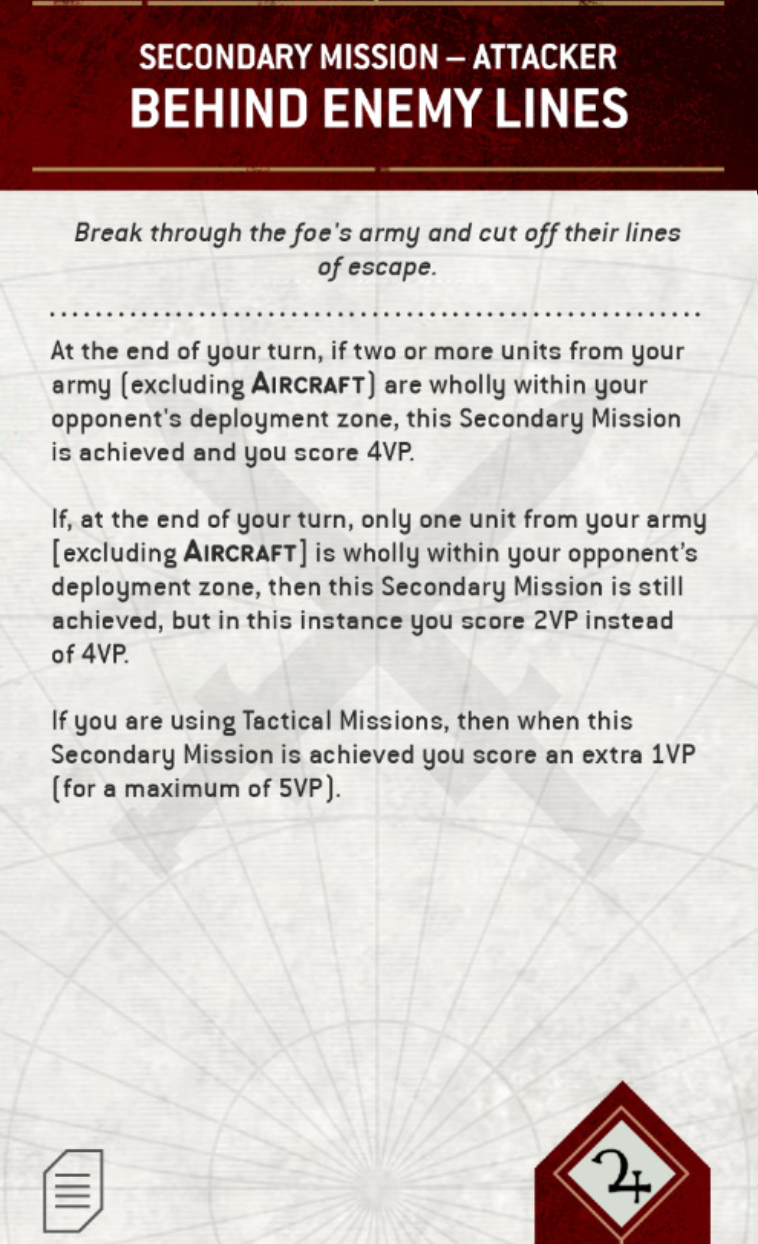 SECONDARY MISSION – ATTACKER
BEHIND ENEMY LINES
Break through the foe's army and cut off their lines
of escape.
At the end of your turn, if two or more units from your
army (excluding AIRCRAFT) are wholly within your
opponent's deployment zone, this Secondary Mission
is achieved and you score 4VP.
If, at the end of your turn, only one unit from your army
(excluding AIRCRAFT) is wholly within your opponent’s
deployment zone, then this Secondary Mission is still
achieved, but in this instance you score 2VP instead
of 4VP.
If you are using Tactical Missions, then when this
Secondary Mission is achieved you score an extra 1VP
(for a maximum of 5VP).